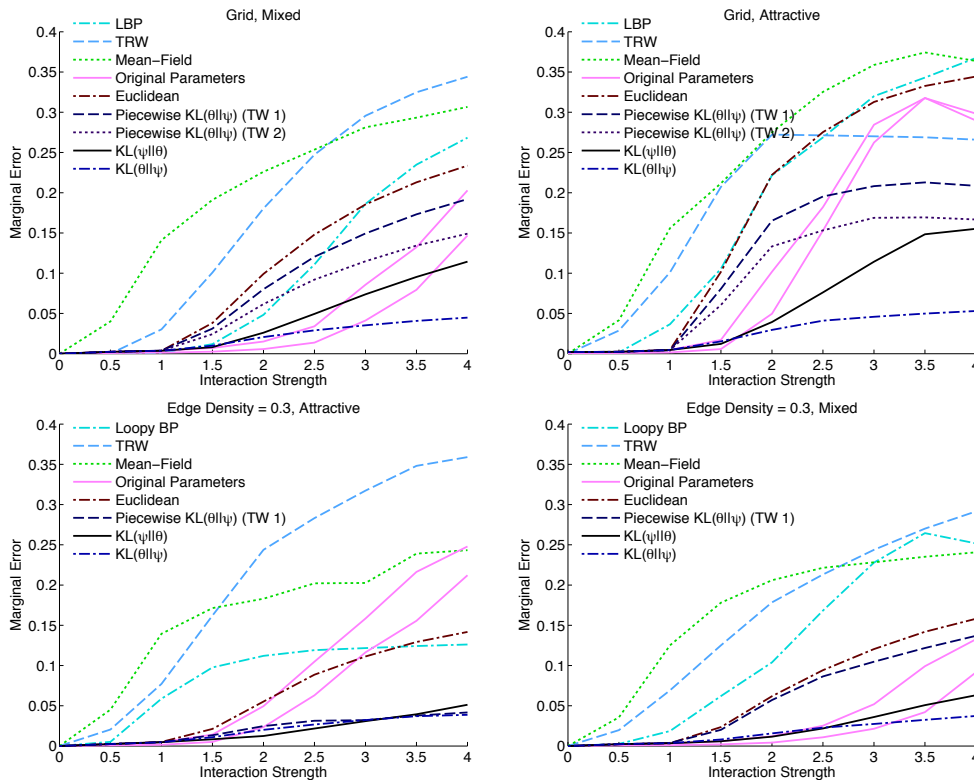 Grid, Mixed
0.4
0.35
0.3
0.25
0.2
0.15
0.1
0.05
0
Marginal Error
LBP
TRW
Mean−Field
Original Parameters
Euclidean
Piecewise KL(θ||ψ) (TW 1)
Piecewise KL(θ||ψ) (TW 2)
KL(ψ||θ)
KL(θ||ψ)
0 0.5 1 1.5 2 2.5 3 3.5 4
Interaction Strength
Grid, Attractive
0.4
0.35
0.3
0.25
0.2
0.15
0.1
0.05
0
Marginal Error
LBP
TRW
Mean−Field
Original Parameters
Euclidean
Piecewise KL(θ||ψ) (TW 1)
Piecewise KL(θ||ψ) (TW 2)
KL(ψ||θ)
KL(θ||ψ)
0 0.5 1 1.5 2 2.5 3 3.5 4
Interaction Strength
Edge Density = 0.3, Attractive
0.4
0.35
0.3
0.25
0.2
0.15
0.1
0.05
0
Marginal Error
Loopy BP
TRW
Mean−Field
Original Parameters
Euclidean
Piecewise KL(θ||ψ) (TW 1)
KL(ψ||θ)
KL(θ||ψ)
0 0.5 1 1.5 2 2.5 3 3.5 4
Interaction Strength
Edge Density = 0.3, Mixed
0.4
0.35
0.3
0.25
0.2
0.15
0.1
0.05
0
Marginal Error
Loopy BP
TRW
Mean−Field
Original Parameters
Euclidean
Piecewise KL(θ||ψ) (TW 1)
KL(ψ||θ)
KL(θ||ψ)
0 0.5 1 1.5 2 2.5 3 3.5 4
Interaction Strength